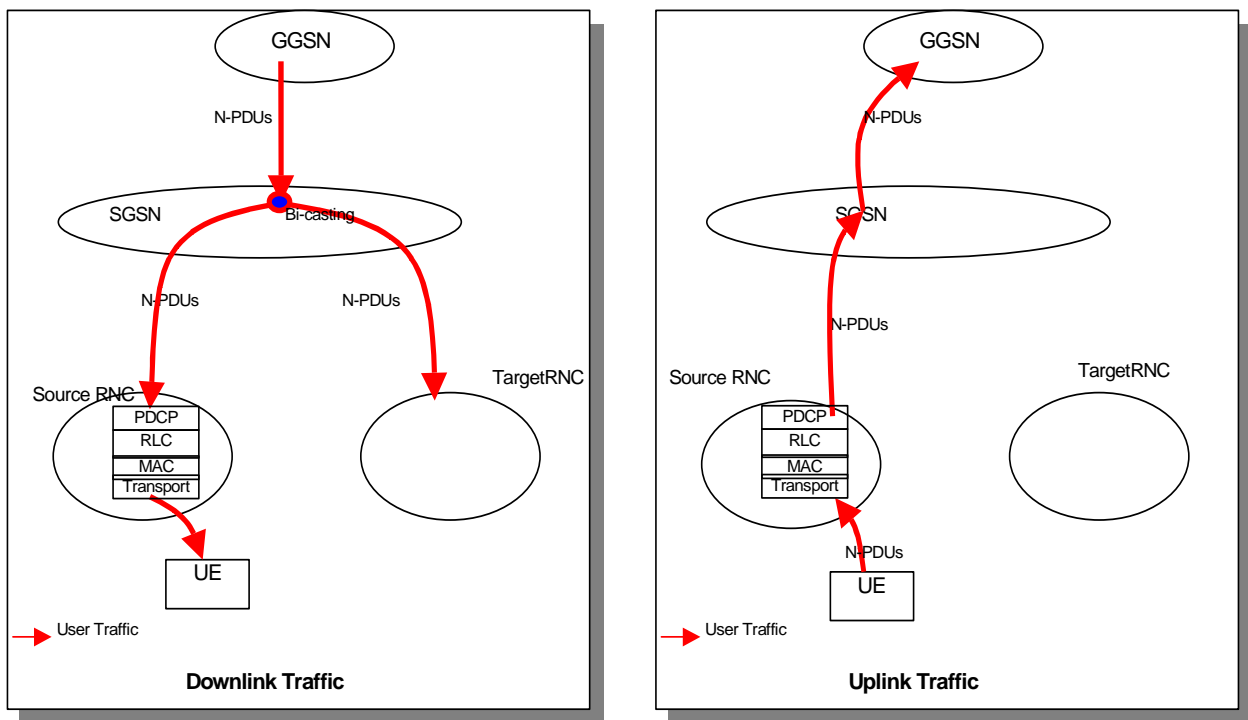 GGSN
N-PDUs
SGSN
Bi-casting
N-PDUs
N-PDUs
Source RNC
TargetRNC
PDCP
RLC
MAC
Transport
UE
User Traffic
Downlink Traffic
GGSN
N-PDUs
SGSN
N-PDUs
Source RNC
TargetRNC
PDCP
RLC
MAC
Transport
N-PDUs
UE
User Traffic
Uplink Traffic